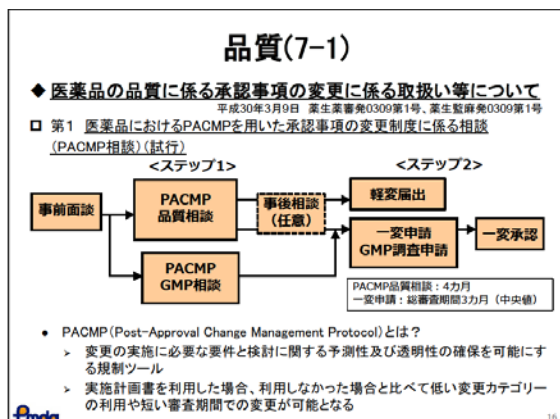 品質(7-1)
◆ 医薬品の品質に係る承認事項の変更に係る取扱い等について
平成30年3月9日 薬生薬審発0309第1号、薬生監麻発0309第1号
□ 第1 医薬品におけるPACMPを用いた承認事項の変更制度に係る相談
(PACMP相談)(試行)
<ステップ1>
<ステップ2>
事前面談
PACMP
品質相談
事後相談
(任意)
軽変届出
一変申請
GMP調査申請
一変承認
PACMP
GMP相談
PACMP品質相談:4カ月
一変申請:総審査期間3カ月(中央値)
• PACMP(Post-Approval Change Management Protocol)とは?
➢ 変更の実施に必要な要件と検討に関する予測性及び透明性の確保を可能にす
る規制ツール
➢ 実施計画書を利用した場合、利用しなかった場合と比べて低い変更カテゴリー
の利用や短い審査期間での変更が可能となる
Pmda
16